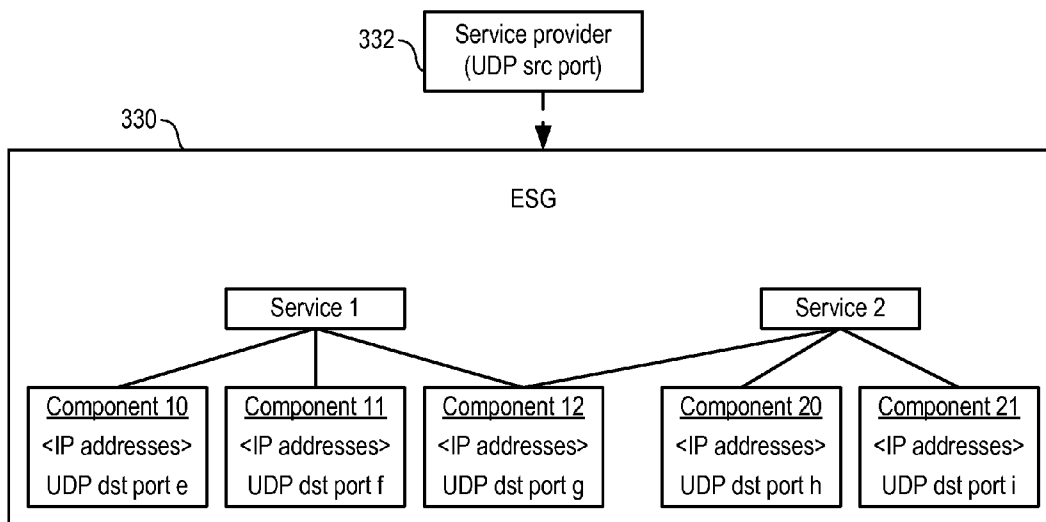 332
Service provider
(UDP src port)
330
ESG
Service 1
Service 2
Component 10
<IP addresses>
UDP dst port e
Component 11
<IP addresses>
UDP dst port f
Component 12
<IP addresses>
UDP dst port g
Component 20
<IP addresses>
UDP dst port h
Component 21
<IP addresses>
UDP dst port i